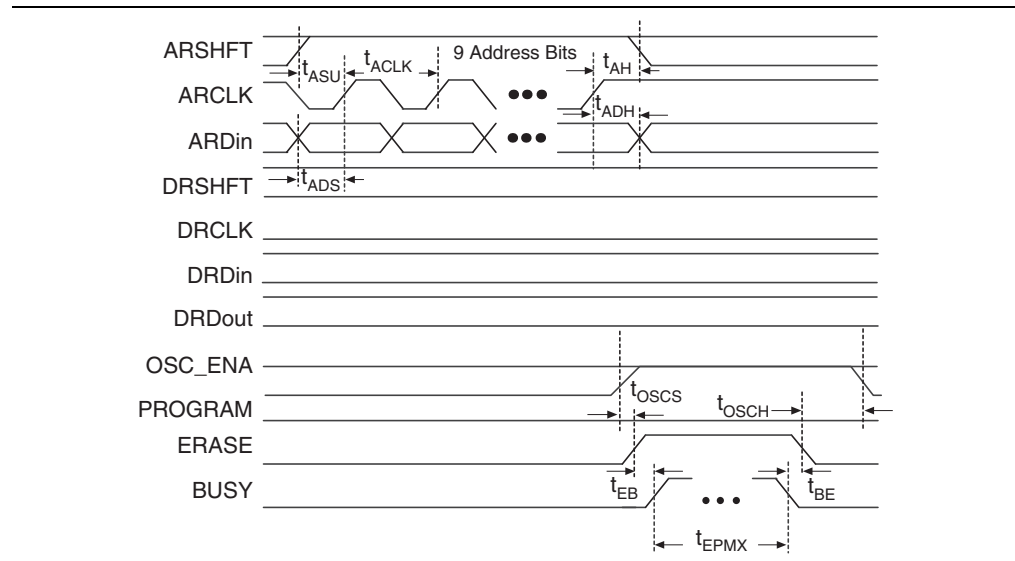 ARSHFT
9 Address Bits
tASU
tACLK
tAH
ARCLK
tADH
ARDin
tADS
DRSHFT
DRCLK
DRDin
DRDout
OSC_ENA
tOSCS
tOSCH
PROGRAM
ERASE
tEB
tBE
BUSY
tEPMX